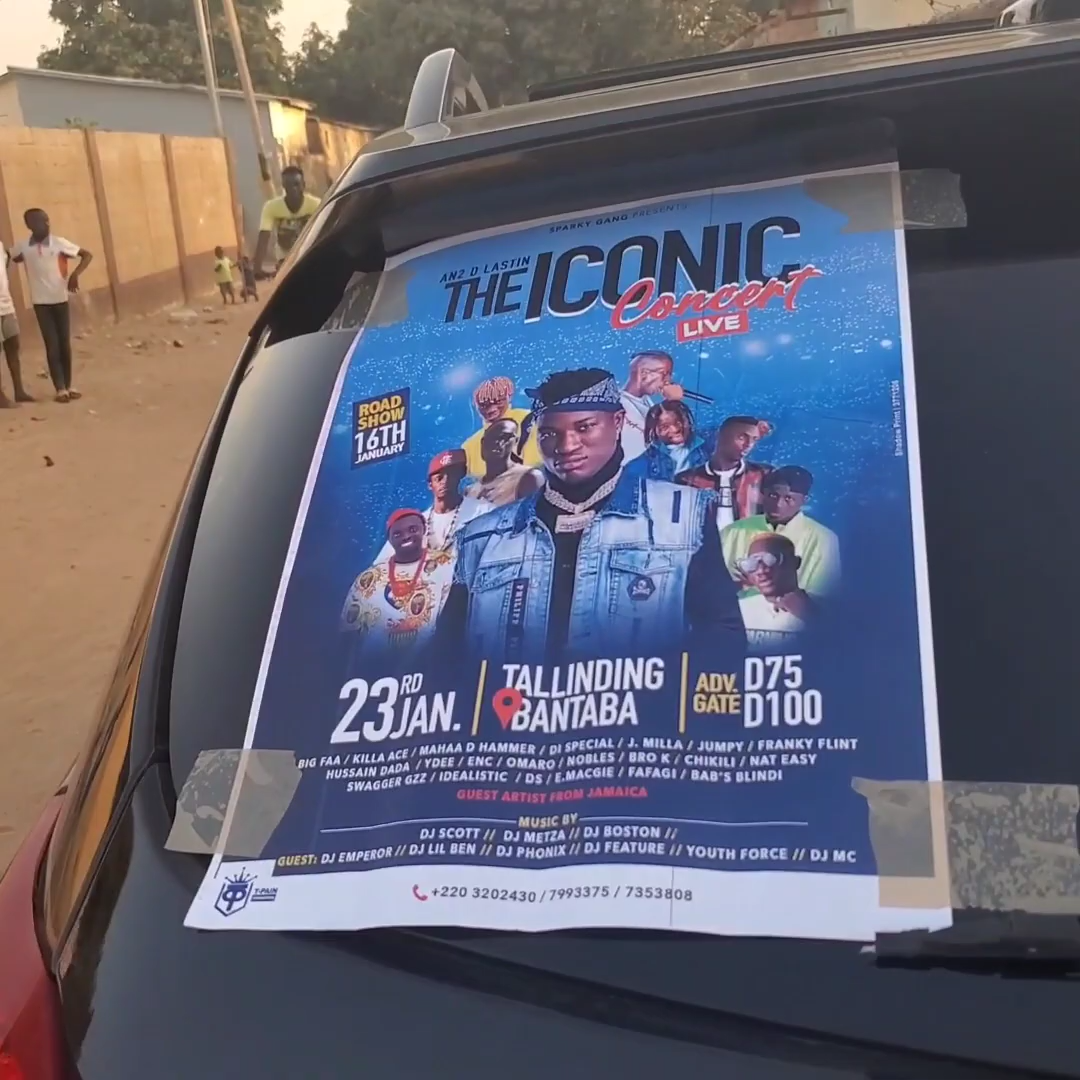 SPARKY GANG PRESENTS
AN2 D LASTIN
THE ICONIC
Concert
LIVE
ROAD
SHOW
16TH
JANUARY
Shadow Print | 3771206
23RD JAN.
TALLINDING
BANTABA
ADV. D75
GATE D100
BIG FAA / KILLA ACE / MAHAA D HAMMER / DI SPECIAL / J. MILLA / JUMPY / FRANKY FLINT
HUSSAIN DADA / YDEE / ENC / OMARO / NOBLES / BRO K / CHIKILI / NAT EASY
SWAGGER GZZ / IDEALISTIC / DS / E.MACGIE / FAFAGI / BAB'S BLINDI
GUEST ARTIST FROM JAMAICA
MUSIC BY
DJ SCOTT // DJ METZA // DJ BOSTON //
GUEST: DJ EMPEROR // DJ LIL BEN // DJ PHONIX // DJ FEATURE // YOUTH FORCE // DJ MC
T-PAIN
+220 3202430 / 7993375 / 7353808